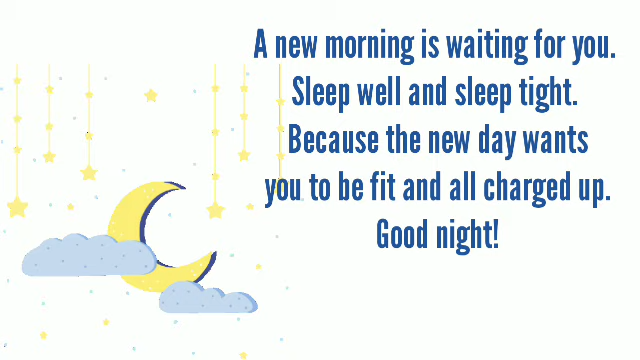 A new morning is waiting for you.
Sleep well and sleep tight.
Because the new day wants
you to be fit and all charged up.
Good night!